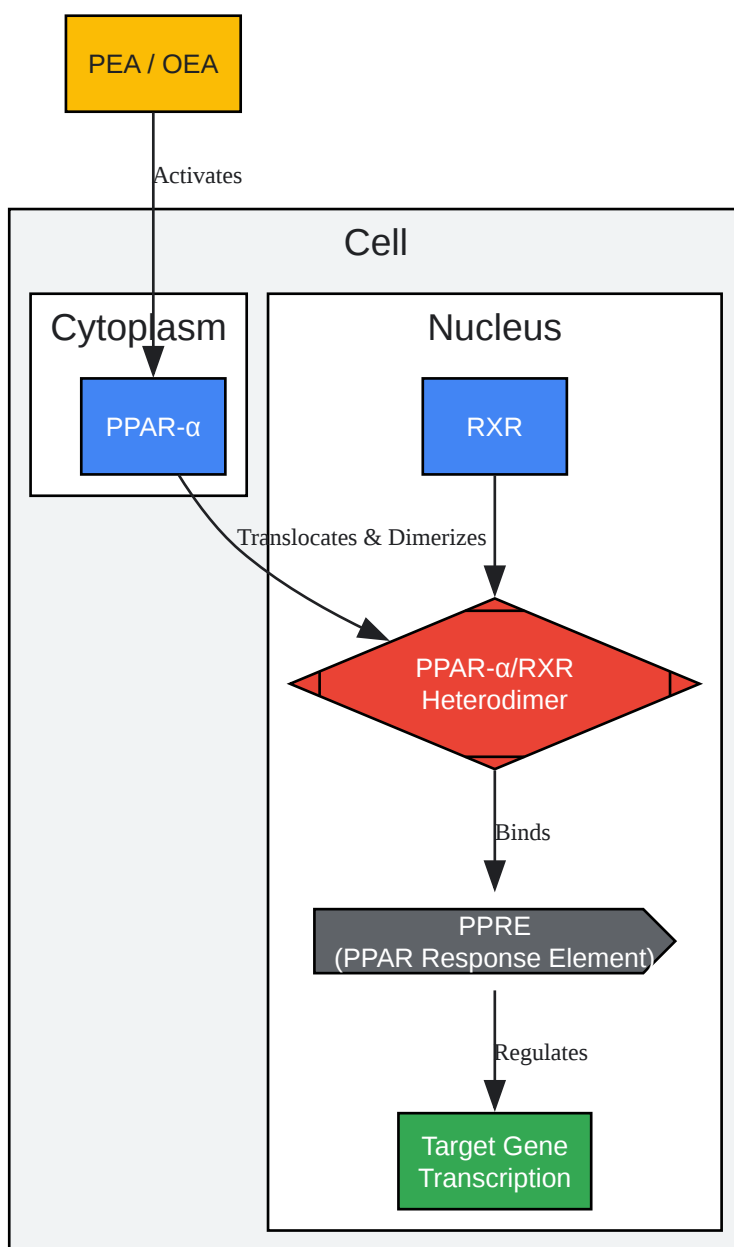 PEA / OEA
Activates
Cell
Cytoplasm
Nucleus
PPAR-α
RXR
Translocates & Dimerizes
PPAR-α/RXR
Heterodimer
Binds
PPRE
(PPAR Response Element)
Regulates
Target Gene
Transcription